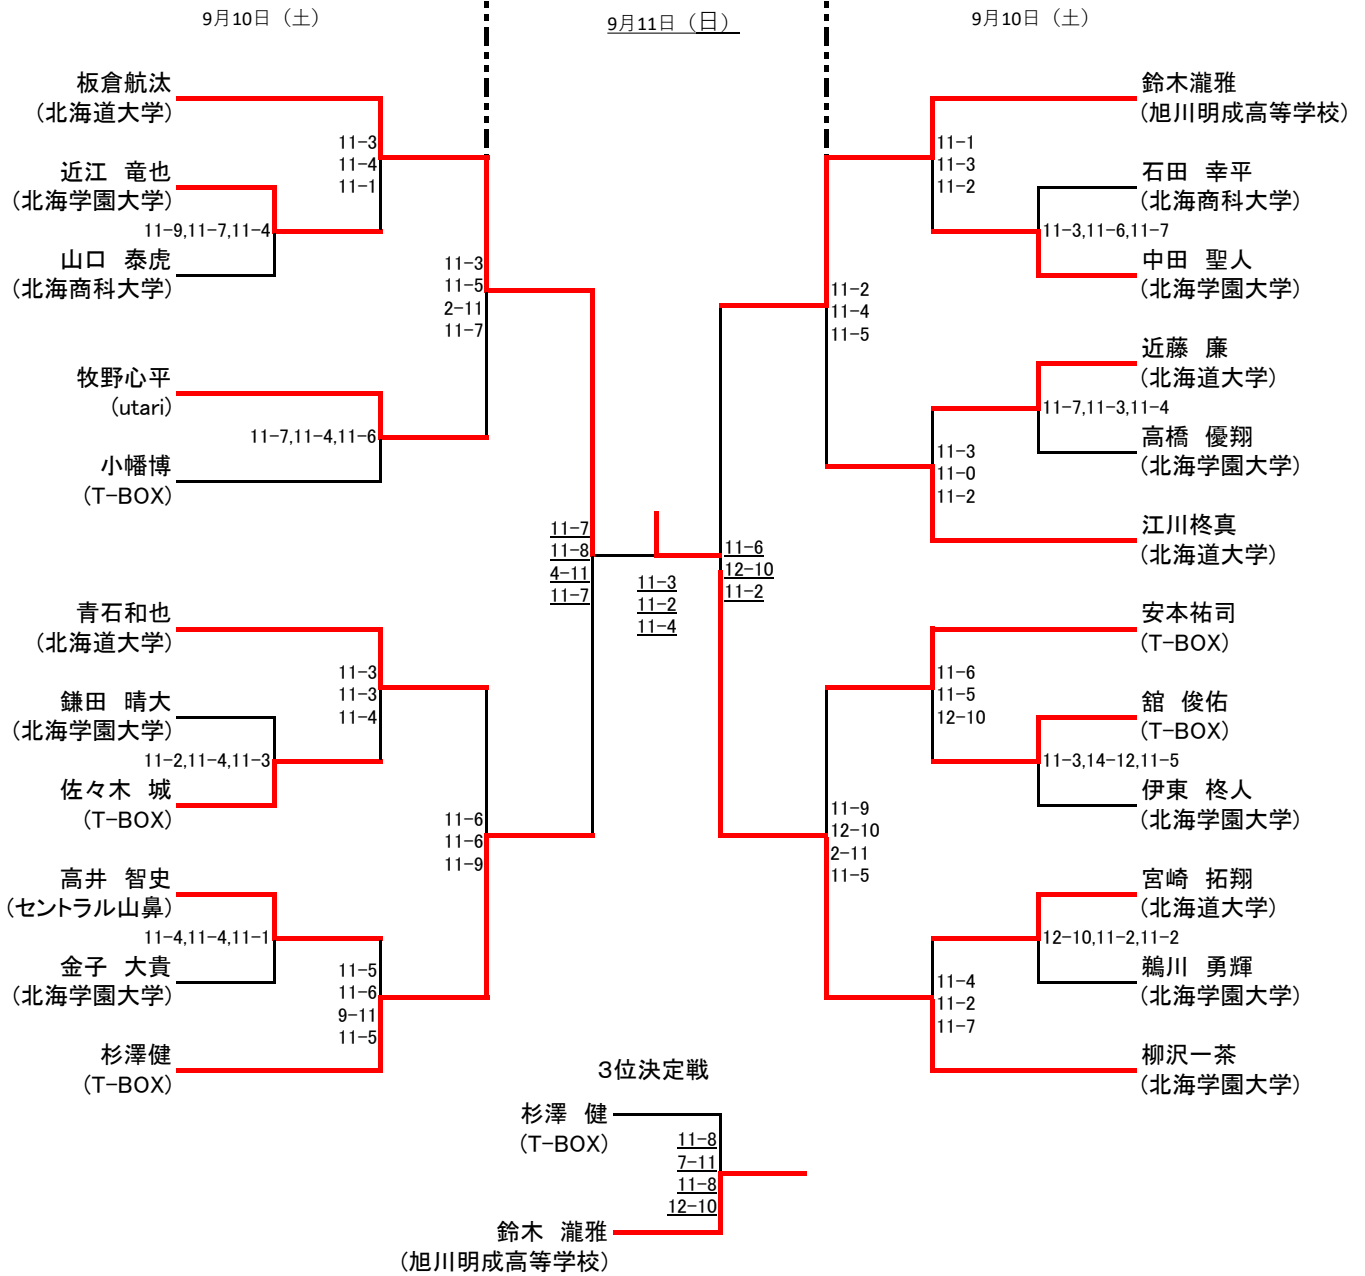 9月10日（土）
9月11日（日）
9月10日（土）
板倉航汰
(北海道大学)
近江　竜也
(北海学園大学)
山口　泰虎
(北海商科大学)
牧野心平
(utari)
小幡博
(T-BOX)
青石和也
(北海道大学)
鎌田　晴大
(北海学園大学)
佐々木　城
(T-BOX)
高井　智史
(セントラル山鼻)
金子　大貴
(北海学園大学)
杉澤健
(T-BOX)
11-9,11-7,11-4
11-3
11-4
11-1
11-7,11-4,11-6
11-3
11-5
2-11
11-7
11-2,11-4,11-3
11-3
11-3
11-4
11-4,11-4,11-1
11-5
11-6
9-11
11-5
11-6
11-6
11-9
11-7
11-8
4-11
11-7
11-3
11-2
11-4
11-6
12-10
11-2
鈴木瀧雅
(旭川明成高等学校)
石田　幸平
(北海商科大学)
中田　聖人
(北海学園大学)
近藤　廉
(北海道大学)
高橋　優翔
(北海学園大学)
江川柊真
(北海道大学)
安本祐司
(T-BOX)
舘　俊佑
(T-BOX)
伊東　柊人
(北海学園大学)
宮崎　拓翔
(北海道大学)
鵜川　勇輝
(北海学園大学)
柳沢一茶
(北海学園大学)
11-1
11-3
11-2
11-3,11-6,11-7
11-2
11-4
11-5
11-7,11-3,11-4
11-3
11-0
11-2
11-6
11-5
12-10
11-3,14-12,11-5
11-9
12-10
2-11
11-5
12-10,11-2,11-2
11-4
11-2
11-7
3位決定戦
杉澤　健
(T-BOX)
11-8
7-11
11-8
12-10
鈴木　瀧雅
(旭川明成高等学校)